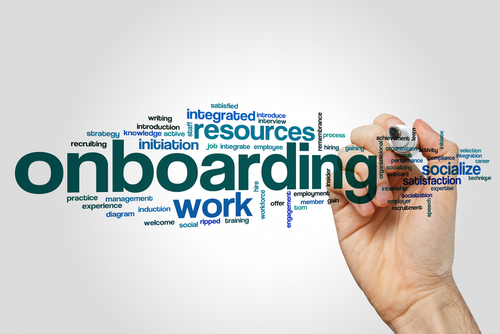 satisfied
writing integrated introduce
introduction staff interview remembrance
strategy knowledge active resources process achievement
recruiting initiation job integrate employee hiring gaining
selection
integration career
performance compliance
onboarding
socialize
satisfaction technique
practice management hire employment insider internship expertise
experience work workforce offer member gain employer socialization
diagram induction engagement born recruitment speech
welcome social ripped training